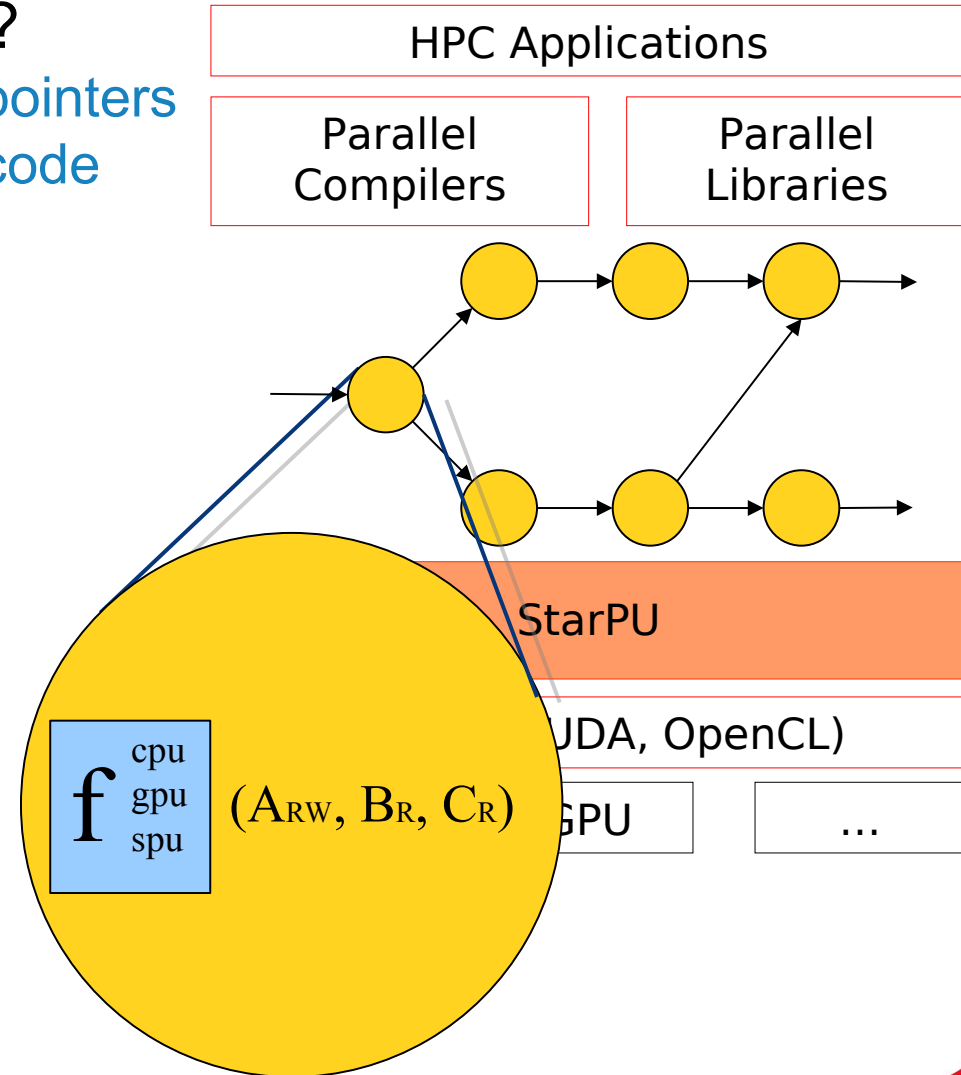 ?
pointers
code
HPC Applications
Parallel
Compilers
Parallel
Libraries
StarPU
UDA, OpenCL)
GPU
...
f cpu
gpu
spu
(ARW, BR, CR)